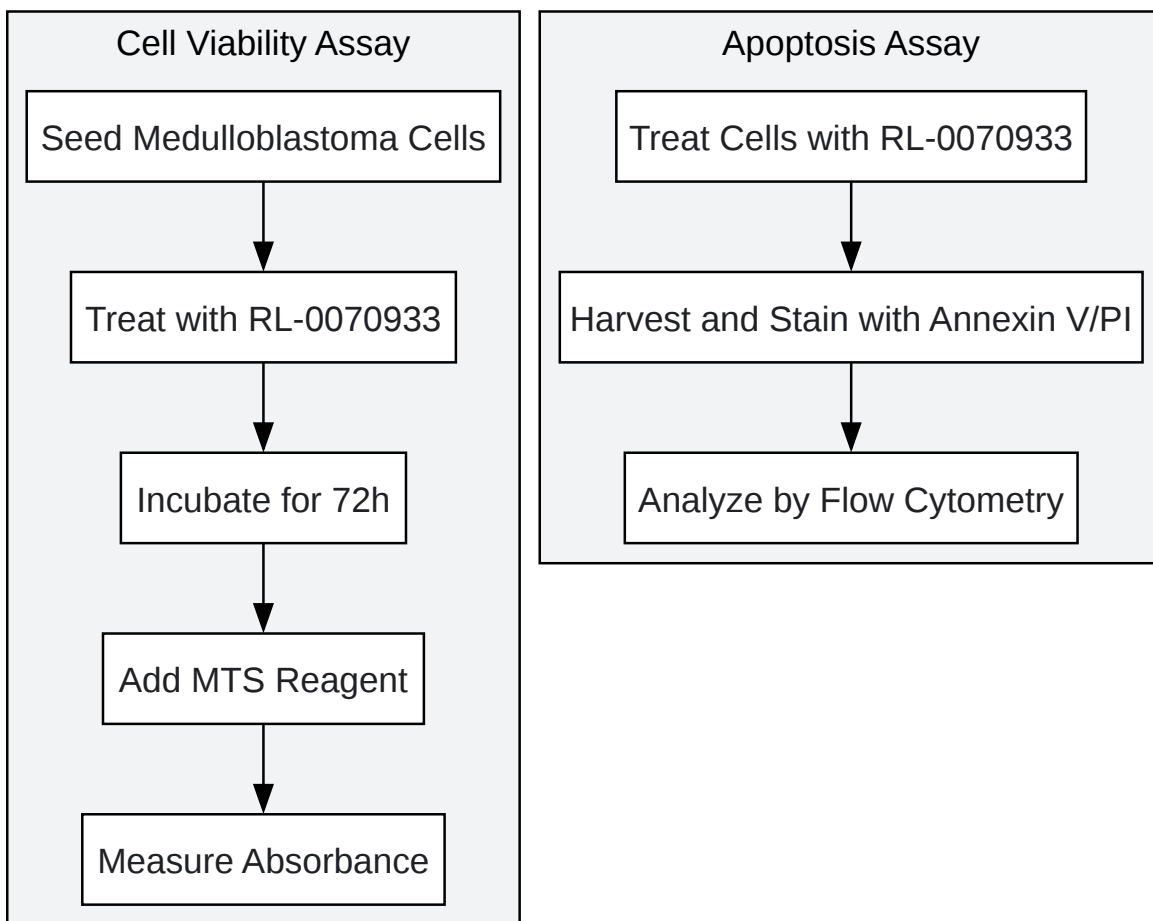 Cell Viability Assay
Seed Medulloblastoma Cells
Treat with RL-0070933
Incubate for 72h
Add MTS Reagent
Measure Absorbance
Apoptosis Assay
Treat Cells with RL-0070933
Harvest and Stain with Annexin V/PI
Analyze by Flow Cytometry